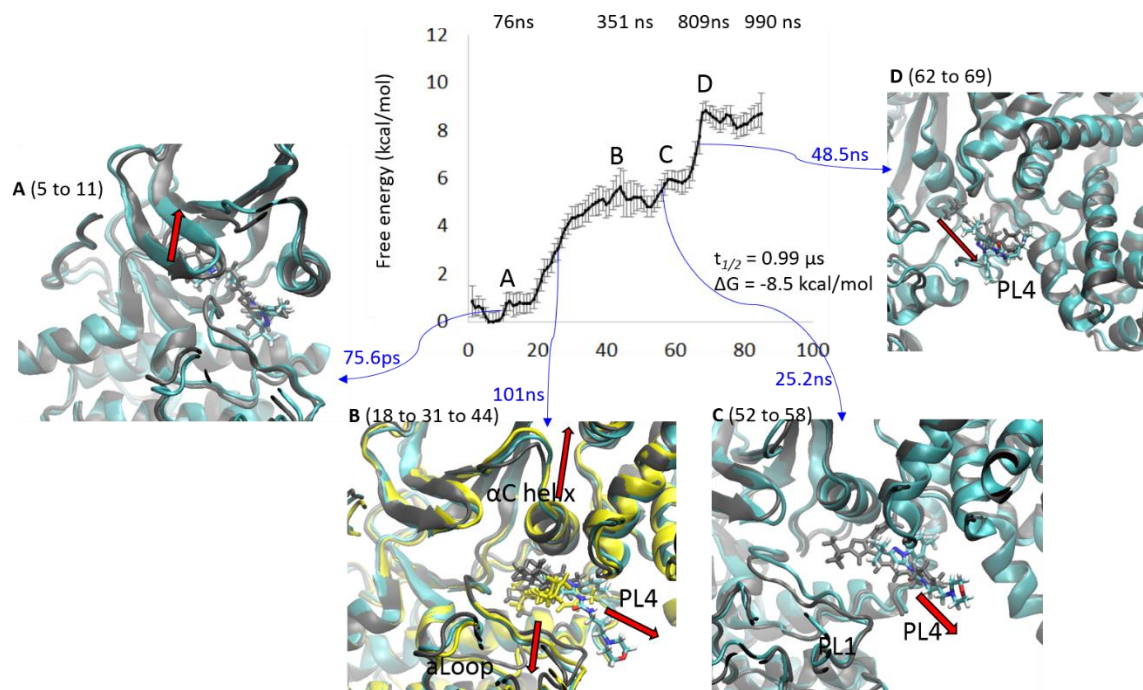 76ns 351 ns 809ns 990 ns
12
10
8
6
4
2
0
Free energy (kcal/mol)
0 20 40 60 80 100
A
B
C
D
t1/2 = 0.99 µs
ΔG = -8.5 kcal/mol
75.6ps
101ns
25.2ns
48.5ns
A (5 to 11)
D (62 to 69)
PL4
B (18 to 31 to 44)
αC helix
PL4
aLoop
C (52 to 58)
PL1
PL4